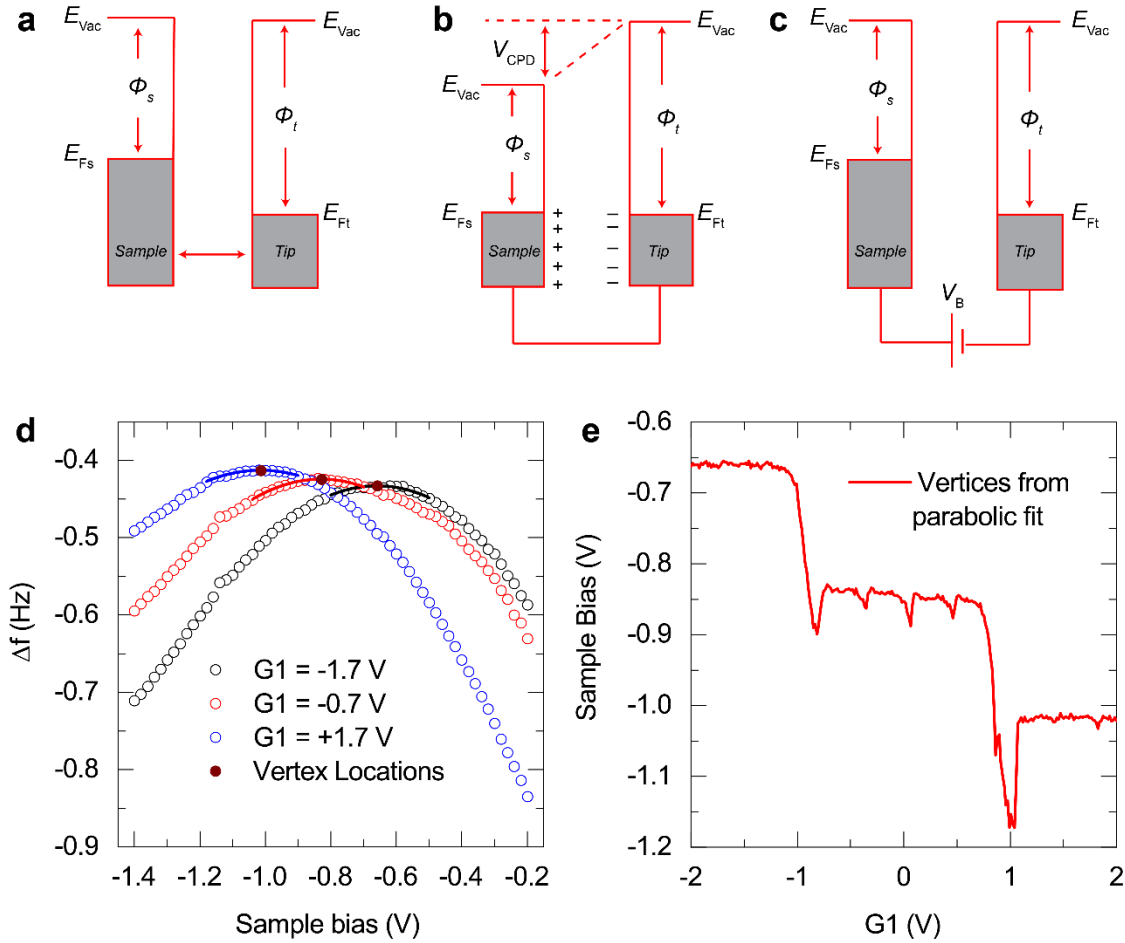 a
E_Vac
E_Vac
Φ_s
Φ_t
E_Fs
E_Ft
Sample
Tip
b
V_CPD
E_Vac
E_Vac
Φ_s
Φ_t
E_Fs
E_Ft
+ −
+ −
Sample + − Tip
+ −
+ −
c
E_Vac
E_Vac
Φ_s
Φ_t
E_Fs
E_Ft
Sample
Tip
V_B
d
-0.4
-0.5
-0.6
-0.7
-0.8
-0.9
Δf (Hz)
G1 = -1.7 V
G1 = -0.7 V
G1 = +1.7 V
Vertex Locations
-1.4 -1.2 -1.0 -0.8 -0.6 -0.4 -0.2
Sample bias (V)
e
-0.6
-0.7
-0.8
-0.9
-1.0
-1.1
-1.2
Sample Bias (V)
Vertices from
parabolic fit
-2 -1 0 1 2
G1 (V)